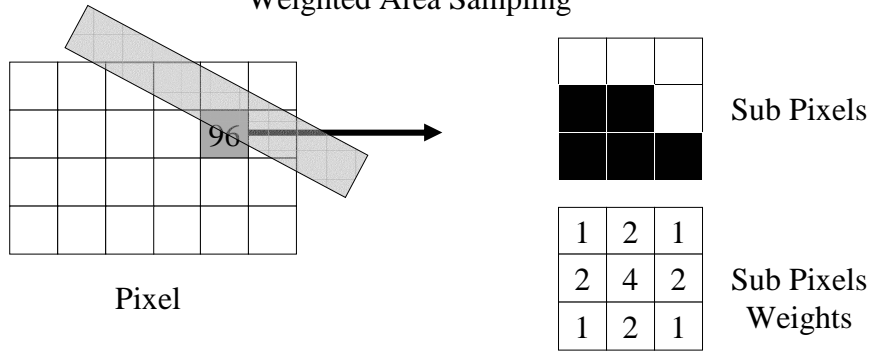 Weighted Area Sampling
96
Sub Pixels
1 2 1
2 4 2
1 2 1
Sub Pixels
Weights
Pixel